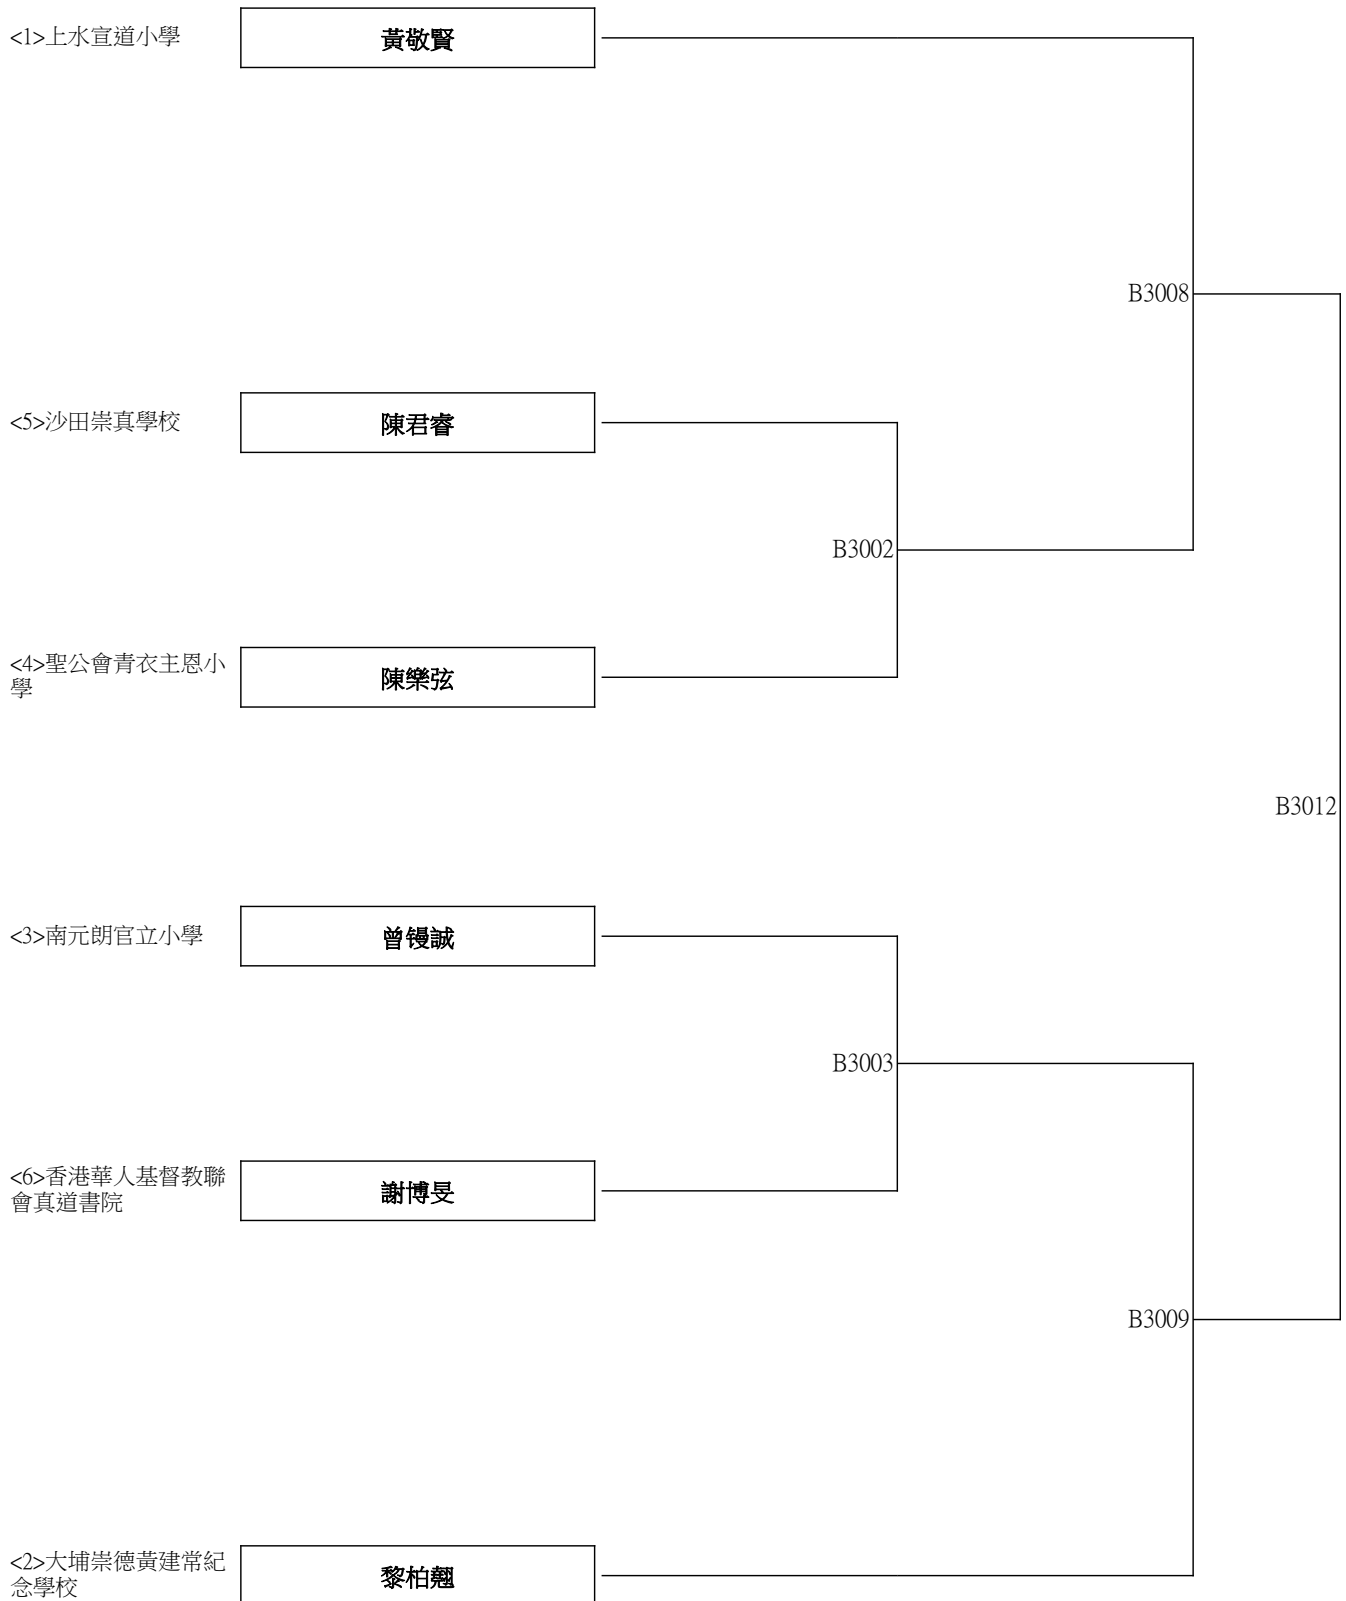 <1>上水宣道小學
黃敬賢
B3008
<5>沙田崇真學校
陳君睿
B3002
<4>聖公會青衣主恩小
學
陳樂弦
B3012
<3>南元朗官立小學
曾镘誠
B3003
<6>香港華人基督教聯
會真道書院
謝博旻
B3009
<2>大埔崇德黃建常紀
念學校
黎柏翹